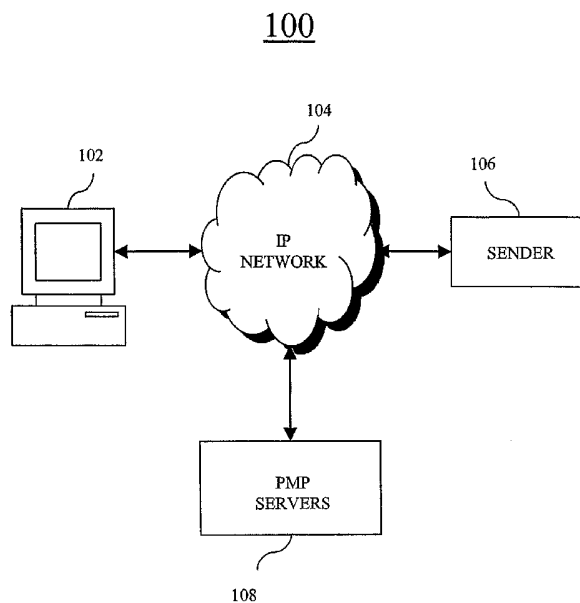 100
104
102
106
IP
NETWORK
SENDER
PMP
SERVERS
108